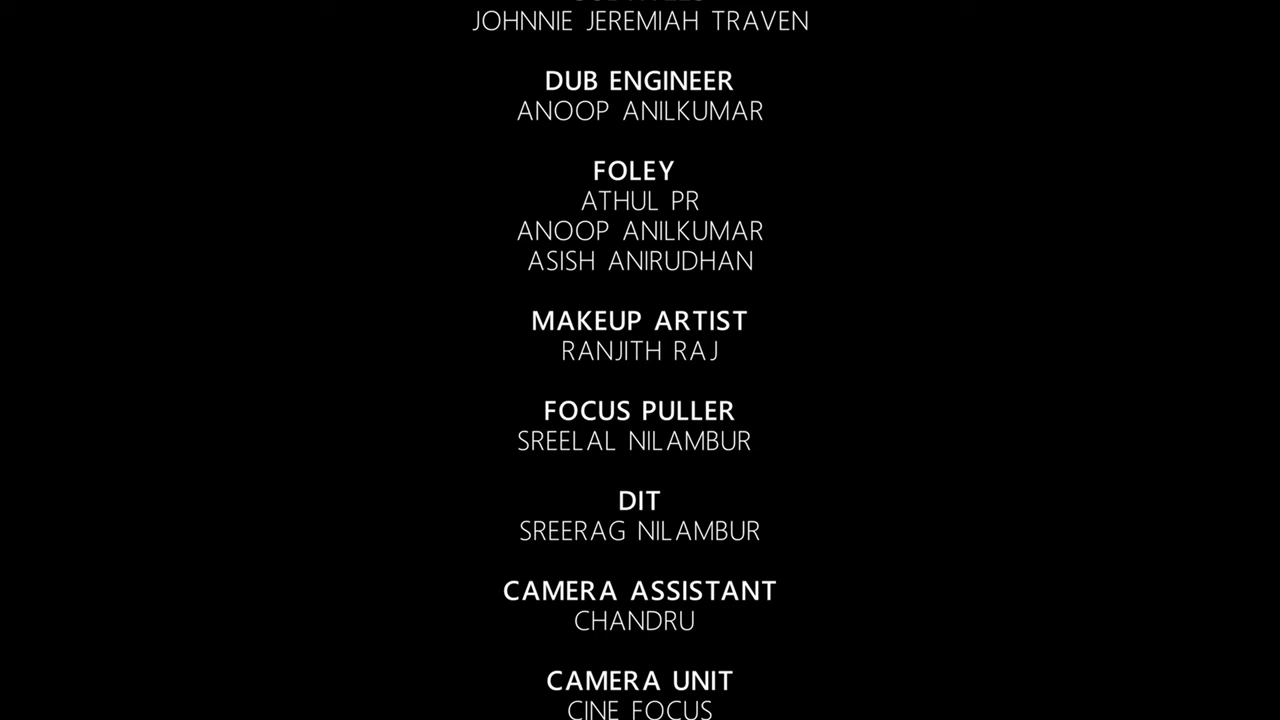 JOHNNIE JEREMIAH TRAVEN
DUB ENGINEER
ANOOP ANILKUMAR
FOLEY
ATHUL PR
ANOOP ANILKUMAR
ASISH ANIRUDHAN
MAKEUP ARTIST
RANJITH RAJ
FOCUS PULLER
SREELAL NILAMBUR
DIT
SREERAG NILAMBUR
CAMERA ASSISTANT
CHANDRU
CAMERA UNIT
CINE FOCUS